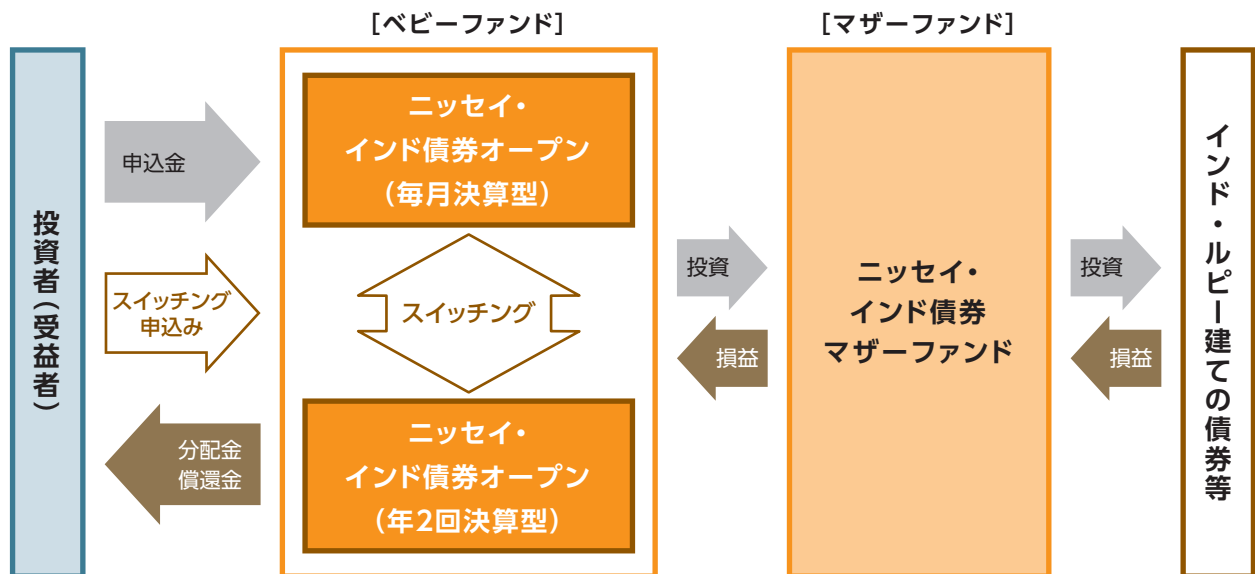 [ベビーファンド]
[マザーファンド]
投資者(受益者)
申込金
スイッチング
申込み
分配金
償還金
ニッセイ・
インド債券オープン
(毎月決算型)
スイッチング
ニッセイ・
インド債券オープン
(年2回決算型)
投資
損益
ニッセイ・
インド債券
マザーファンド
投資
損益
インド・ルピー建ての債券等